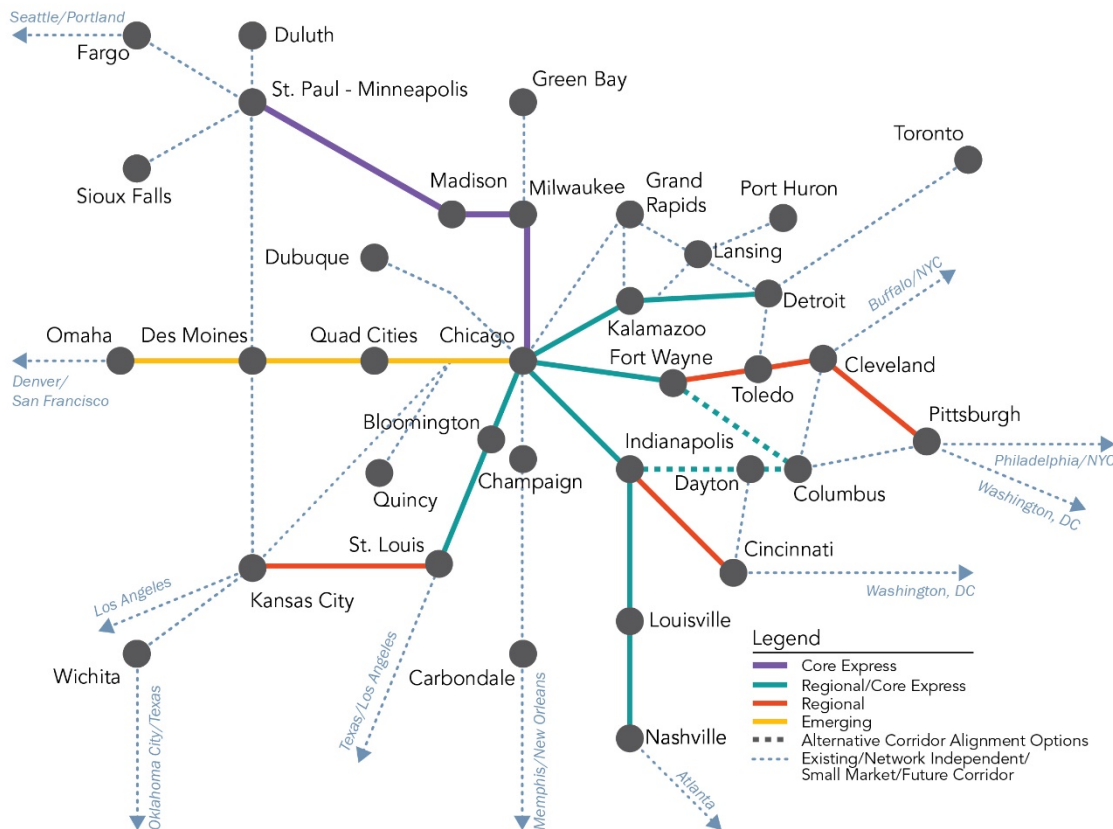 Seattle/Portland
Fargo
Duluth
St. Paul - Minneapolis
Green Bay
Toronto
Sioux Falls
Madison
Milwaukee
Grand
Rapids
Port Huron
Lansing
Dubuque
Detroit
Buffalo/NYC
Omaha
Des Moines
Quad Cities
Chicago
Kalamazoo
Fort Wayne
Toledo
Cleveland
Denver/
San Francisco
Bloomington
Indianapolis
Pittsburgh
Philadelphia/NYC
Quincy
Champaign
Dayton
Columbus
Washington, DC
St. Louis
Cincinnati
Kansas City
Washington, DC
Los Angeles
Louisville
Wichita
Carbondale
Texas/Los Angeles
Oklahoma City/Texas
Memphis/New Orleans
Nashville
Atlanta
Legend
Core Express
Regional/Core Express
Regional
Emerging
Alternative Corridor Alignment Options
Existing/Network Independent/
Small Market/Future Corridor